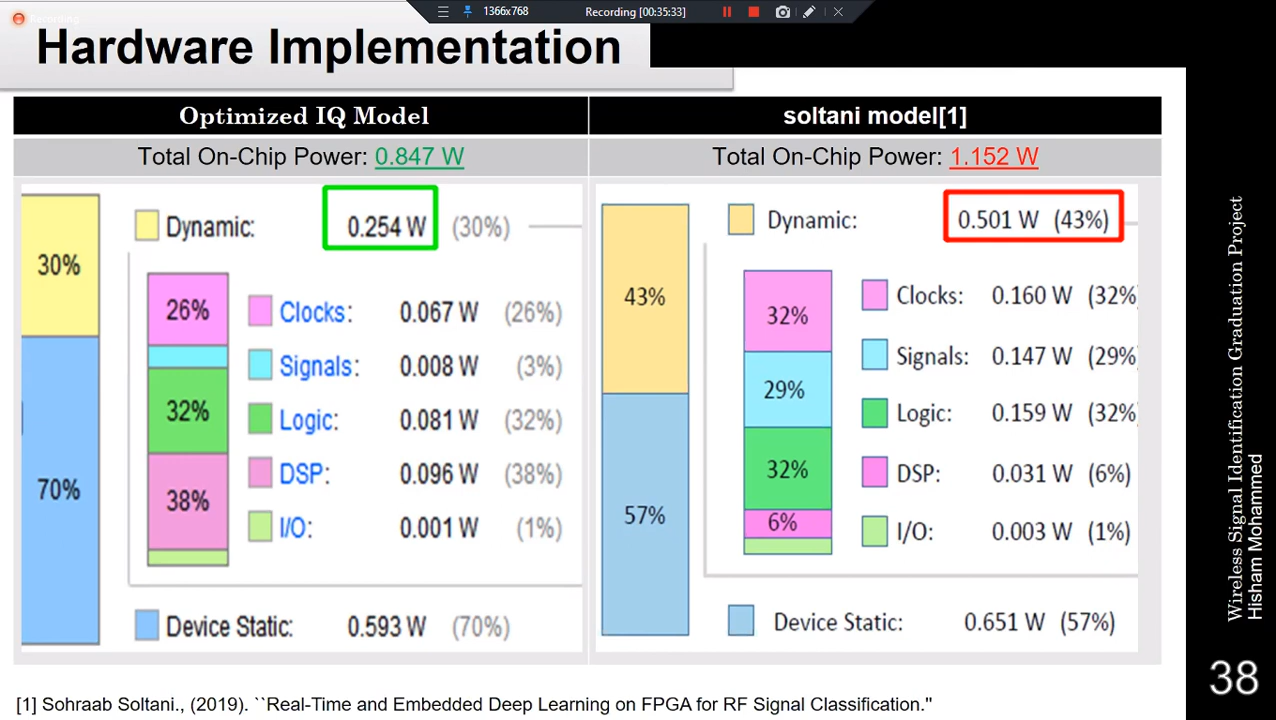 Recording
1366x768
Recording [00:35:33]
Hardware Implementation
Optimized IQ Model
soltani model[1]
Total On-Chip Power: 0.847 W
Total On-Chip Power: 1.152 W
30%
70%
Dynamic: 0.254 W (30%)
26%
32%
38%
Clocks: 0.067 W (26%)
Signals: 0.008 W (3%)
Logic: 0.081 W (32%)
DSP: 0.096 W (38%)
I/O: 0.001 W (1%)
Device Static: 0.593 W (70%)
43%
57%
Dynamic: 0.501 W (43%)
32%
29%
32%
6%
Clocks: 0.160 W (32%)
Signals: 0.147 W (29%)
Logic: 0.159 W (32%)
DSP: 0.031 W (6%)
I/O: 0.003 W (1%)
Device Static: 0.651 W (57%)
Wireless Signal Identification Graduation Project
Hisham Mohammed
38
[1] Sohraab Soltani., (2019). ``Real-Time and Embedded Deep Learning on FPGA for RF Signal Classification.''